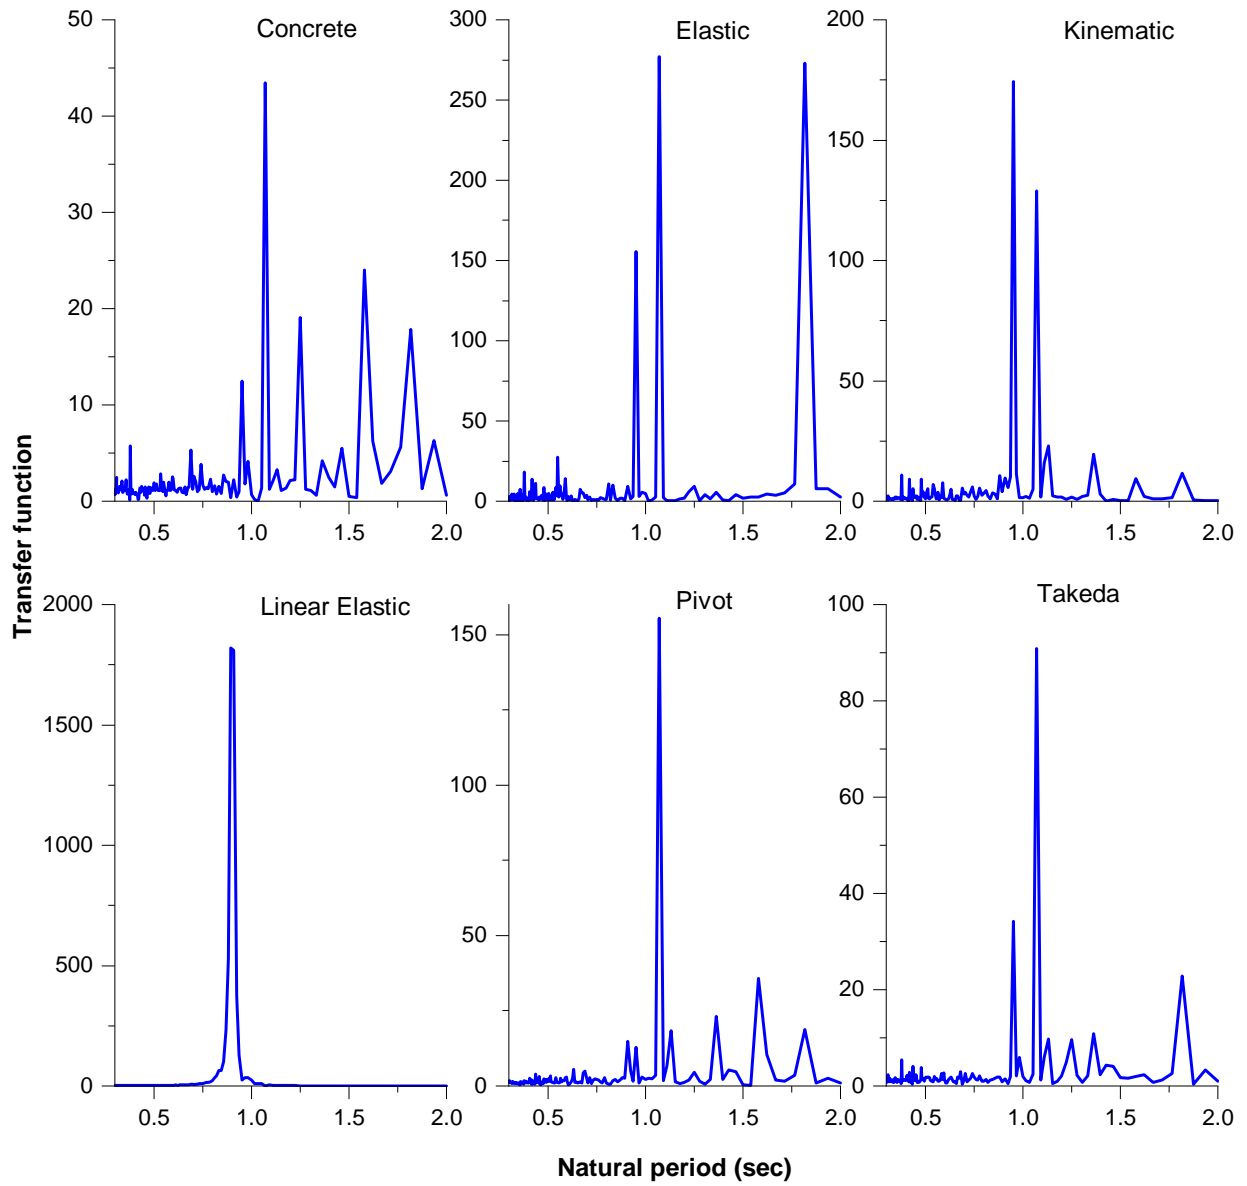 Concrete
50
40
30
20
10
0
0.5 1.0 1.5 2.0
Elastic
300
250
200
150
100
50
0
0.5 1.0 1.5 2.0
Kinematic
200
150
100
50
0
0.5 1.0 1.5 2.0
Transfer function
Linear Elastic
2000
1500
1000
500
0
0.5 1.0 1.5 2.0
Pivot
150
100
50
0
0.5 1.0 1.5 2.0
Takeda
100
80
60
40
20
0
0.5 1.0 1.5 2.0
Natural period (sec)